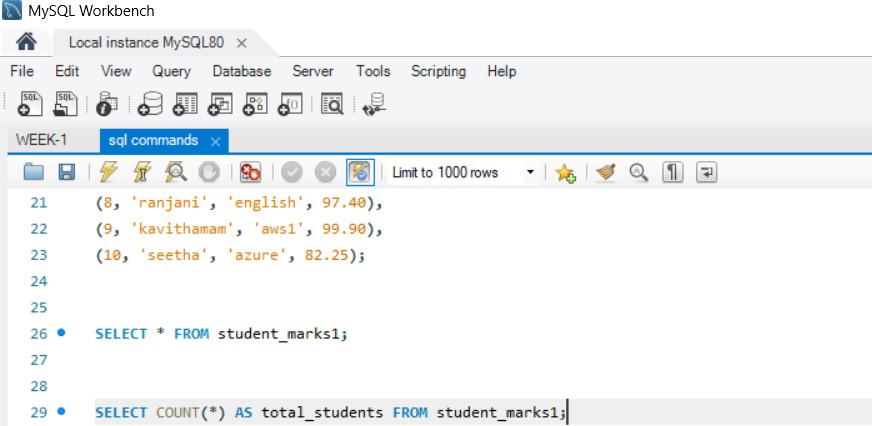 MySQL Workbench
Local instance MySQL80 ×
File Edit View Query Database Server Tools Scripting Help
SQL SQL
WEEK-1 sql commands ×
Limit to 1000 rows
21 (8, 'ranjani', 'english', 97.40),
22 (9, 'kavithamam', 'aws1', 99.90),
23 (10, 'seetha', 'azure', 82.25);
24
25
26 SELECT * FROM student_marks1;
27
28
29 SELECT COUNT(*) AS total_students FROM student_marks1;